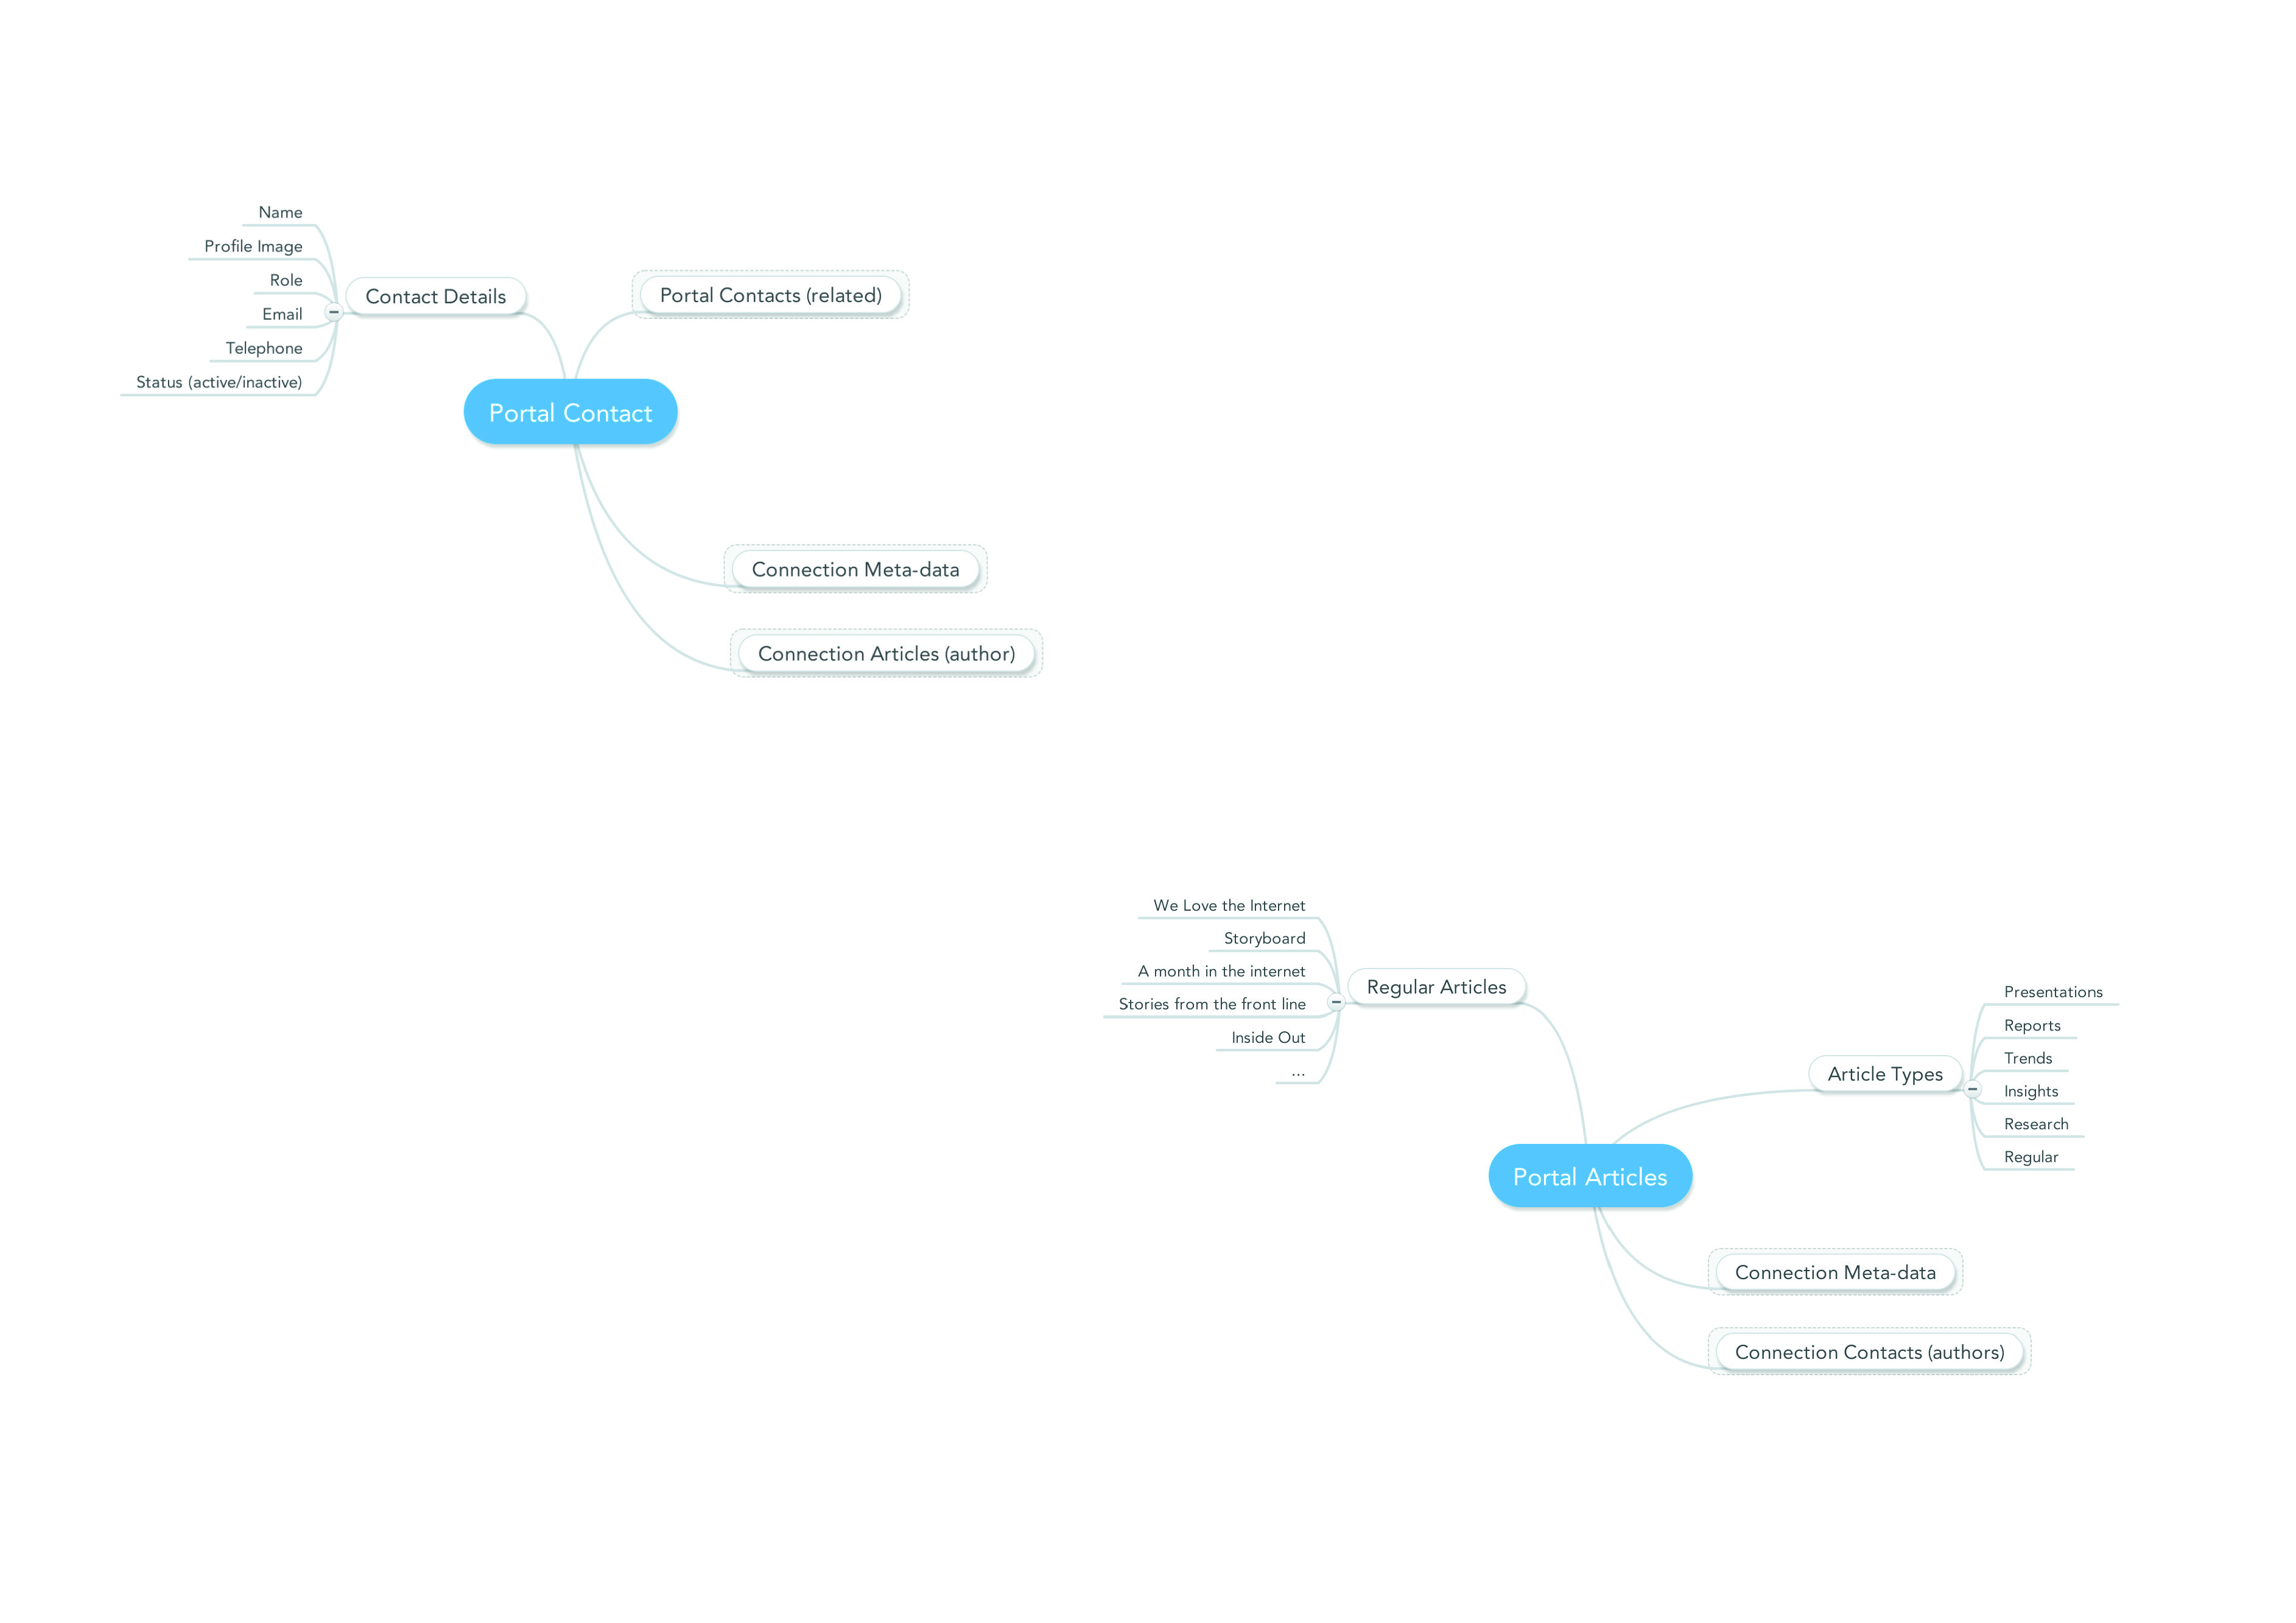 Name
Profile Image
Role
Email
Telephone
Status (active/inactive)
Contact Details
Portal Contacts (related)
Portal Contact
Connection Meta-data
Connection Articles (author)
We Love the Internet
Storyboard
A month in the internet
Stories from the front line
Inside Out
...
Regular Articles
Article Types
Presentations
Reports
Trends
Insights
Research
Regular
Portal Articles
Connection Meta-data
Connection Contacts (authors)